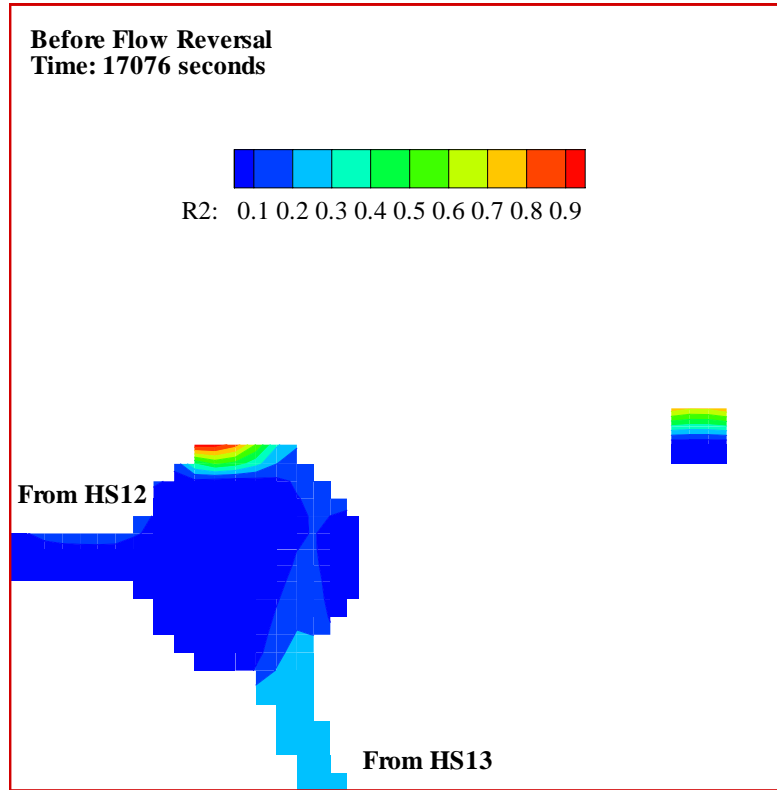 Before Flow Reversal
Time: 17076 seconds
R2: 0.1 0.2 0.3 0.4 0.5 0.6 0.7 0.8 0.9
From HS12
From HS13